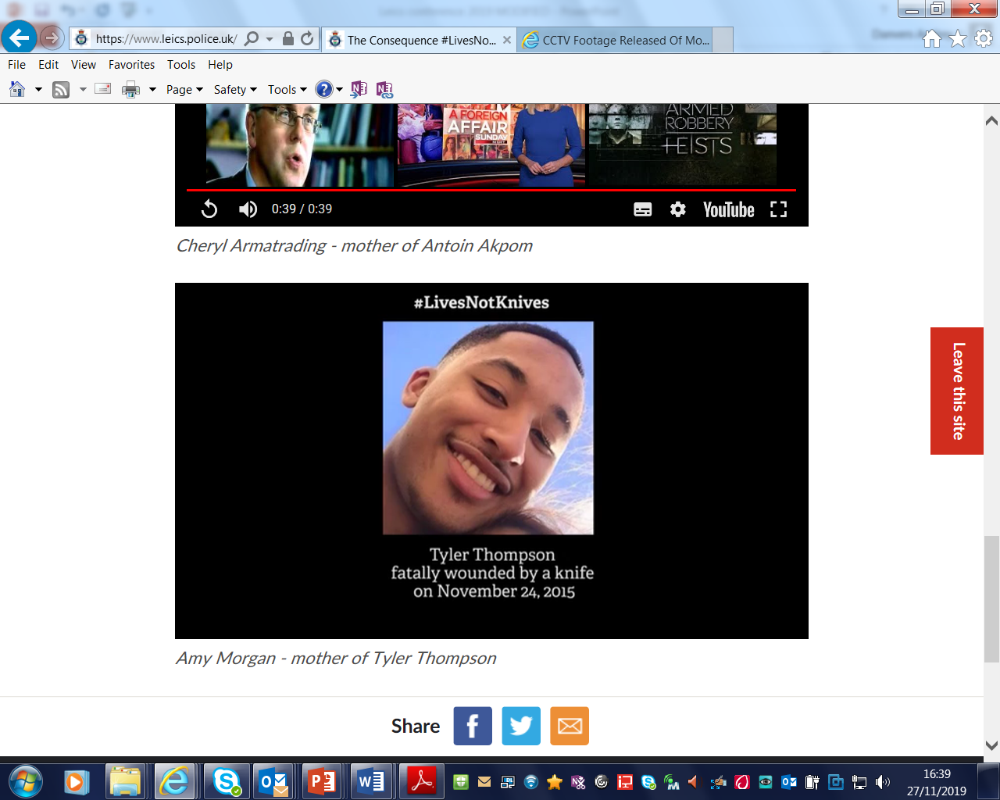 https://www.leics.police.uk/
The Consequence #LivesNo...
CCTV Footage Released Of Mo...
File Edit View Favorites Tools Help
Page Safety Tools
A FOREIGN
AFFAIR
SUNDAY
ARMED
ROBBERY
HEISTS
0:39 / 0:39
YouTube
Cheryl Armatrading - mother of Antoin Akpom
#LivesNotKnives
Tyler Thompson
fatally wounded by a knife
on November 24, 2015
Leave this site
Amy Morgan - mother of Tyler Thompson
Share
16:39
27/11/2019